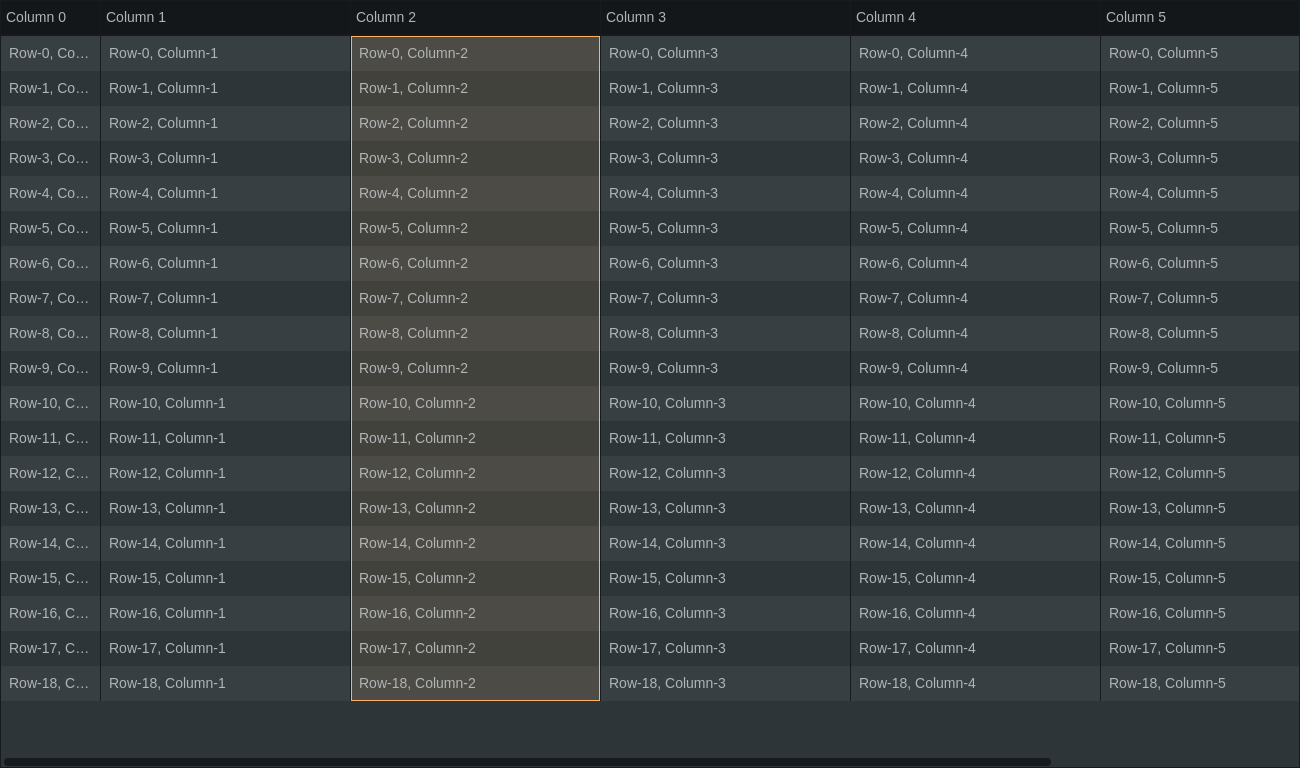 Column 0 Column 1 Column 2 Column 3 Column 4 Column 5
Row-0, Co… Row-0, Column-1 Row-0, Column-2 Row-0, Column-3 Row-0, Column-4 Row-0, Column-5
Row-1, Co… Row-1, Column-1 Row-1, Column-2 Row-1, Column-3 Row-1, Column-4 Row-1, Column-5
Row-2, Co… Row-2, Column-1 Row-2, Column-2 Row-2, Column-3 Row-2, Column-4 Row-2, Column-5
Row-3, Co… Row-3, Column-1 Row-3, Column-2 Row-3, Column-3 Row-3, Column-4 Row-3, Column-5
Row-4, Co… Row-4, Column-1 Row-4, Column-2 Row-4, Column-3 Row-4, Column-4 Row-4, Column-5
Row-5, Co… Row-5, Column-1 Row-5, Column-2 Row-5, Column-3 Row-5, Column-4 Row-5, Column-5
Row-6, Co… Row-6, Column-1 Row-6, Column-2 Row-6, Column-3 Row-6, Column-4 Row-6, Column-5
Row-7, Co… Row-7, Column-1 Row-7, Column-2 Row-7, Column-3 Row-7, Column-4 Row-7, Column-5
Row-8, Co… Row-8, Column-1 Row-8, Column-2 Row-8, Column-3 Row-8, Column-4 Row-8, Column-5
Row-9, Co… Row-9, Column-1 Row-9, Column-2 Row-9, Column-3 Row-9, Column-4 Row-9, Column-5
Row-10, C… Row-10, Column-1 Row-10, Column-2 Row-10, Column-3 Row-10, Column-4 Row-10, Column-5
Row-11, C… Row-11, Column-1 Row-11, Column-2 Row-11, Column-3 Row-11, Column-4 Row-11, Column-5
Row-12, C… Row-12, Column-1 Row-12, Column-2 Row-12, Column-3 Row-12, Column-4 Row-12, Column-5
Row-13, C… Row-13, Column-1 Row-13, Column-2 Row-13, Column-3 Row-13, Column-4 Row-13, Column-5
Row-14, C… Row-14, Column-1 Row-14, Column-2 Row-14, Column-3 Row-14, Column-4 Row-14, Column-5
Row-15, C… Row-15, Column-1 Row-15, Column-2 Row-15, Column-3 Row-15, Column-4 Row-15, Column-5
Row-16, C… Row-16, Column-1 Row-16, Column-2 Row-16, Column-3 Row-16, Column-4 Row-16, Column-5
Row-17, C… Row-17, Column-1 Row-17, Column-2 Row-17, Column-3 Row-17, Column-4 Row-17, Column-5
Row-18, C… Row-18, Column-1 Row-18, Column-2 Row-18, Column-3 Row-18, Column-4 Row-18, Column-5